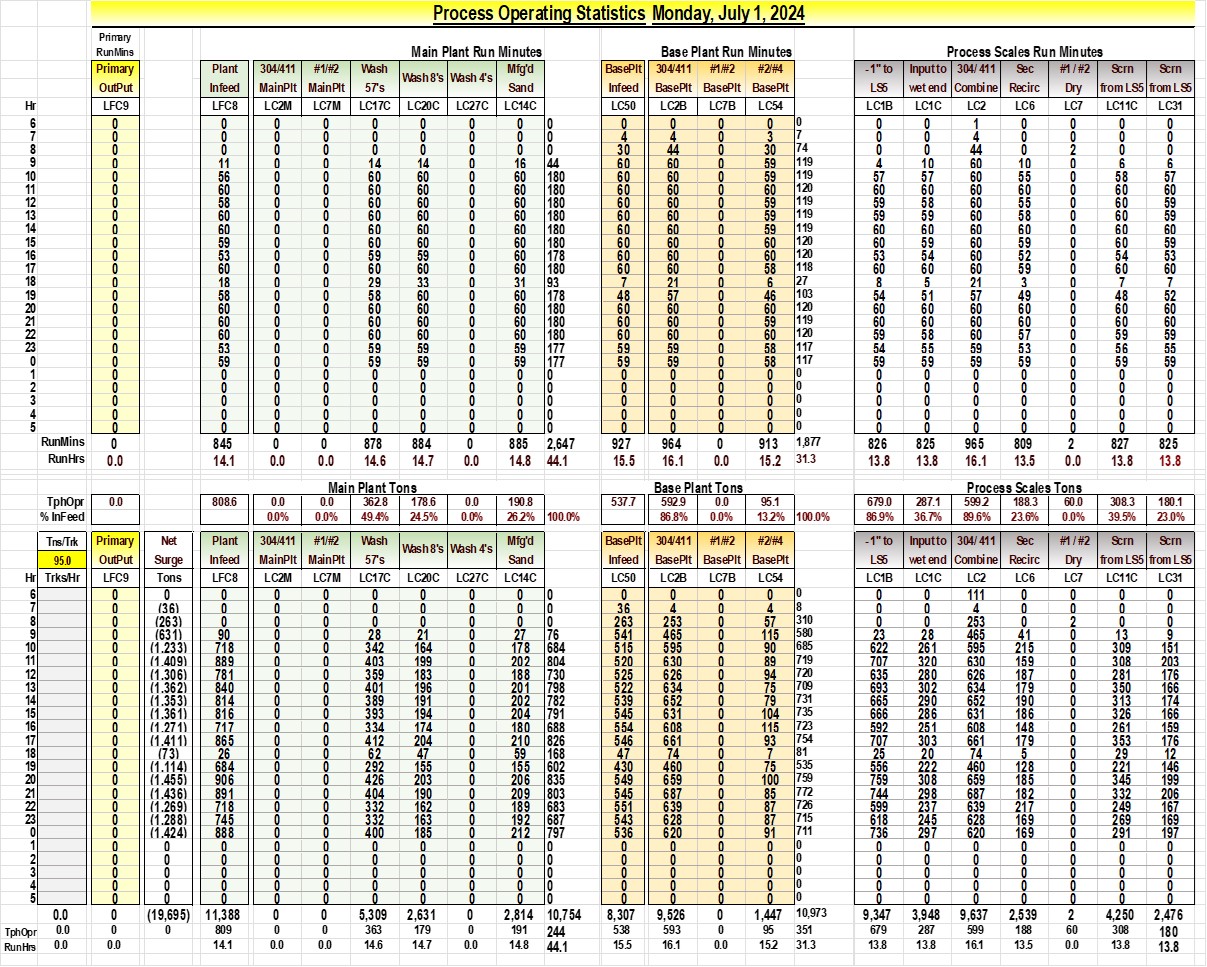 Process Operating Statistics Monday, July 1, 2024
Primary
RunMins Main Plant Run Minutes Base Plant Run Minutes Process Scales Run Minutes
Primary Plant 304/411 #1/#2 Wash Wash 8's Wash 4's Mfg'd BasePlt 304/411 #1/#2 #2/#4 -1" to Input to 304/ 411 Sec #1 / #2 Scrn Scrn
OutPut Infeed MainPlt MainPlt 57's Sand Infeed BasePlt BasePlt BasePlt LS5 wet end Combine Recirc Dry from LS5 from LS5
Hr LFC9 LFC8 LC2M LC7M LC17C LC20C LC27C LC14C LC50 LC2B LC7B LC54 LC1B LC1C LC2 LC6 LC7 LC11C LC31
6 0 0 0 0 0 0 0 0 0 0 0 0 0 0 0 0 1 0 0 0 0
7 0 0 0 0 0 0 0 0 0 4 4 0 3 7 0 0 4 0 0 0 0
8 0 0 0 0 0 0 0 0 0 30 44 0 30 74 0 0 44 0 2 0 0
9 0 11 0 0 14 14 0 16 44 60 60 0 59 119 4 10 60 10 0 6 6
10 0 56 0 0 60 60 0 60 180 60 60 0 59 119 57 57 60 55 0 58 57
11 0 60 0 0 60 60 0 60 180 60 60 0 60 120 60 60 60 60 0 60 60
12 0 58 0 0 60 60 0 60 180 60 60 0 59 119 59 58 60 55 0 60 59
13 0 60 0 0 60 60 0 60 180 60 60 0 59 119 59 59 60 58 0 60 59
14 0 60 0 0 60 60 0 60 180 60 60 0 59 119 60 60 60 60 0 60 60
15 0 59 0 0 60 60 0 60 180 60 60 0 60 120 60 59 60 59 0 60 59
16 0 53 0 0 59 59 0 60 178 60 60 0 60 120 53 54 60 52 0 54 53
17 0 60 0 0 60 60 0 60 180 60 60 0 58 118 60 60 60 59 0 60 60
18 0 18 0 0 29 33 0 31 93 7 21 0 6 27 8 5 21 3 0 7 7
19 0 58 0 0 58 60 0 60 178 48 57 0 46 103 54 51 57 49 0 48 52
20 0 60 0 0 60 60 0 60 180 60 60 0 60 120 60 60 60 60 0 60 60
21 0 60 0 0 60 60 0 60 180 60 60 0 59 119 60 60 60 60 0 60 60
22 0 60 0 0 60 60 0 60 180 60 60 0 60 120 59 58 60 57 0 59 59
23 0 53 0 0 59 59 0 59 177 59 59 0 58 117 54 55 59 53 0 56 55
0 0 59 0 0 59 59 0 59 177 59 59 0 58 117 59 59 59 59 0 59 59
1 0 0 0 0 0 0 0 0 0 0 0 0 0 0 0 0 0 0 0 0 0
2 0 0 0 0 0 0 0 0 0 0 0 0 0 0 0 0 0 0 0 0 0
3 0 0 0 0 0 0 0 0 0 0 0 0 0 0 0 0 0 0 0 0 0
4 0 0 0 0 0 0 0 0 0 0 0 0 0 0 0 0 0 0 0 0 0
5 0 0 0 0 0 0 0 0 0 0 0 0 0 0 0 0 0 0 0 0 0
RunMins 0 845 0 0 878 884 0 885 2,647 927 964 0 913 1,877 826 825 965 809 2 827 825
RunHrs 0.0 14.1 0.0 0.0 14.6 14.7 0.0 14.8 44.1 15.5 16.1 0.0 15.2 31.3 13.8 13.8 16.1 13.5 0.0 13.8 13.8
Main Plant Tons Base Plant Tons Process Scales Tons
TphOpr 0.0 808.6 0.0 0.0 362.8 178.6 0.0 190.8 537.7 592.9 0.0 95.1 679.0 287.1 599.2 188.3 60.0 308.3 180.1
% InFeed 0.0% 0.0% 49.4% 24.5% 0.0% 26.2% 100.0% 86.8% 0.0% 13.2% 100.0% 86.9% 36.7% 89.6% 23.6% 0.0% 39.5% 23.0%
Tns/Trk Primary Net Plant 304/411 #1/#2 Wash Wash 8's Wash 4's Mfg'd BasePlt 304/411 #1/#2 #2/#4 -1" to Input to 304/ 411 Sec #1 / #2 Scrn Scrn
95.0 OutPut Surge Infeed MainPlt MainPlt 57's Sand Infeed BasePlt BasePlt BasePlt LS5 wet end Combine Recirc Dry from LS5 from LS5
Hr Trks/Hr LFC9 Tons LFC8 LC2M LC7M LC17C LC20C LC27C LC14C LC50 LC2B LC7B LC54 LC1B LC1C LC2 LC6 LC7 LC11C LC31
6 0 0 0 0 0 0 0 0 0 0 0 0 0 0 0 0 0 111 0 0 0 0
7 0 (36) 0 0 0 0 0 0 0 0 36 4 0 4 8 0 0 4 0 0 0 0
8 0 (263) 0 0 0 0 0 0 0 0 263 253 0 57 310 0 0 253 0 2 0 0
9 0 (631) 90 0 0 28 21 0 27 76 541 465 0 115 580 23 28 465 41 0 13 9
10 0 (1.233) 718 0 0 342 164 0 178 684 515 595 0 90 685 622 261 595 215 0 309 151
11 0 (1.409) 889 0 0 403 199 0 202 804 520 630 0 89 719 707 320 630 159 0 308 203
12 0 (1.306) 781 0 0 359 183 0 188 730 525 626 0 94 720 635 280 626 187 0 281 176
13 0 (1.362) 840 0 0 401 196 0 201 798 522 634 0 75 709 693 302 634 179 0 350 166
14 0 (1.353) 814 0 0 389 191 0 202 782 539 652 0 79 731 665 290 652 190 0 313 174
15 0 (1.361) 816 0 0 393 194 0 204 791 545 631 0 104 735 666 286 631 186 0 326 166
16 0 (1.271) 717 0 0 334 174 0 180 688 554 608 0 115 723 592 251 608 148 0 261 159
17 0 (1.411) 865 0 0 412 204 0 210 826 546 661 0 93 754 707 303 661 179 0 353 176
18 0 (73) 26 0 0 62 47 0 59 168 47 74 0 7 81 25 20 74 5 0 29 12
19 0 (1.114) 684 0 0 292 155 0 155 602 430 460 0 75 535 556 222 460 128 0 221 146
20 0 (1.455) 906 0 0 426 203 0 206 835 549 659 0 100 759 759 308 659 185 0 345 199
21 0 (1.436) 891 0 0 404 190 0 209 803 545 687 0 85 772 744 298 687 182 0 332 206
22 0 (1.269) 718 0 0 332 162 0 189 683 551 639 0 87 726 599 237 639 217 0 249 167
23 0 (1.288) 745 0 0 332 163 0 192 687 543 628 0 87 715 618 245 628 169 0 269 169
0 0 (1.424) 888 0 0 400 185 0 212 797 536 620 0 91 711 736 297 620 169 0 291 197
1 0 0 0 0 0 0 0 0 0 0 0 0 0 0 0 0 0 0 0 0 0 0
2 0 0 0 0 0 0 0 0 0 0 0 0 0 0 0 0 0 0 0 0 0 0
3 0 0 0 0 0 0 0 0 0 0 0 0 0 0 0 0 0 0 0 0 0 0
4 0 0 0 0 0 0 0 0 0 0 0 0 0 0 0 0 0 0 0 0 0 0
5 0 0 0 0 0 0 0 0 0 0 0 0 0 0 0 0 0 0 0 0 0 0
0.0 0 (19,695) 11,388 0 0 5,309 2,631 0 2,814 10,754 8,307 9,526 0 1,447 10,973 9,347 3,948 9,637 2,539 2 4,250 2,476
TphOpr 0.0 0 0 809 0 0 363 179 0 191 244 538 593 0 95 351 679 287 599 188 60 308 180
RunHrs 0.0 0.0 14.1 0.0 0.0 14.6 14.7 0.0 14.8 44.1 15.5 16.1 0.0 15.2 31.3 13.8 13.8 16.1 13.5 0.0 13.8 13.8